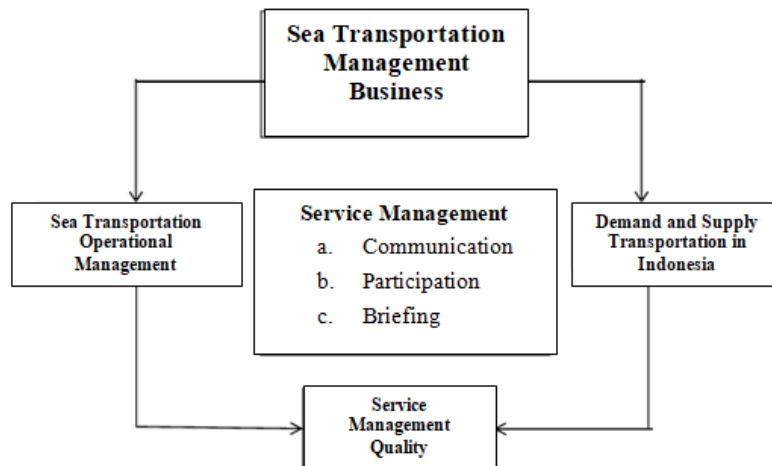 Sea Transportation
Management
Business
Sea Transportation
Operational
Management
Service Management
a. Communication
b. Participation
c. Briefing
Demand and Supply
Transportation in
Indonesia
Service
Management
Quality